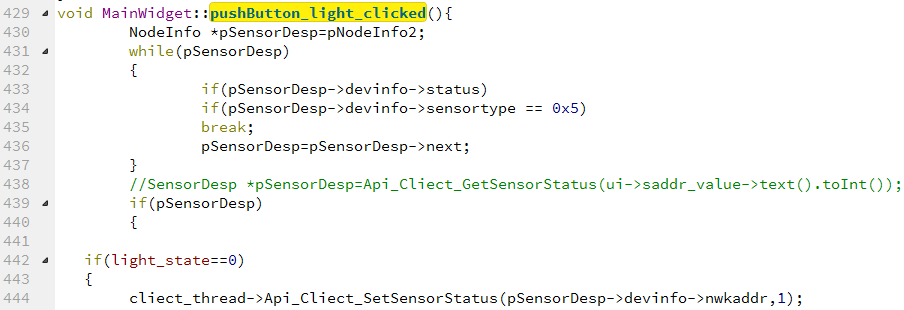 429 void MainWidget::pushButton_light_clicked(){
430 NodeInfo *pSensorDesp=pNodeInfo2;
431 while(pSensorDesp)
432 {
433 if(pSensorDesp->devinfo->status)
434 if(pSensorDesp->devinfo->sensortype == 0x5)
435 break;
436 pSensorDesp=pSensorDesp->next;
437 }
438 //SensorDesp *pSensorDesp=Api_Cliect_GetSensorStatus(ui->saddr_value->text().toInt());
439 if(pSensorDesp)
440 {
441
442 if(light_state==0)
443 {
444 cliect_thread->Api_Cliect_SetSensorStatus(pSensorDesp->devinfo->nwkaddr,1);